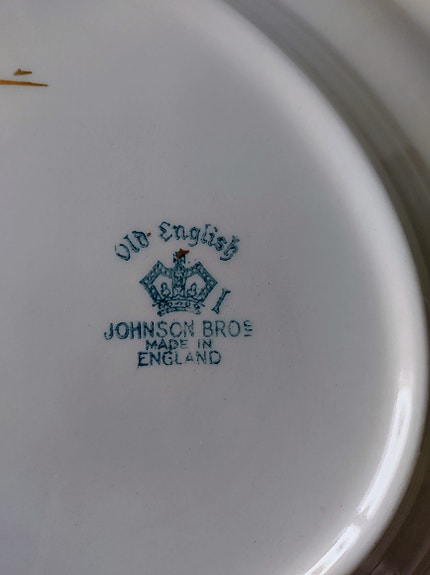 Old English
I
JOHNSON BROS
MADE IN
ENGLAND